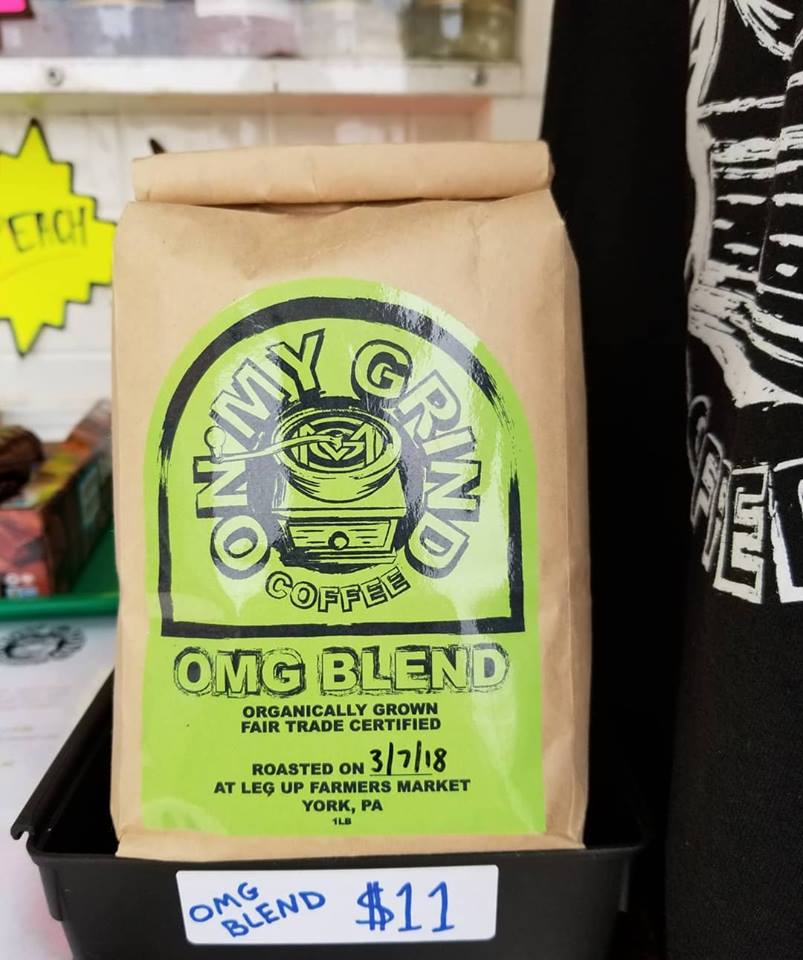 EACH
ON MY GRIND
COFFEE
OMG BLEND
ORGANICALLY GROWN
FAIR TRADE CERTIFIED
ROASTED ON 3/7/18
AT LEG UP FARMERS MARKET
YORK, PA
1LB
OMG
BLEND
$11